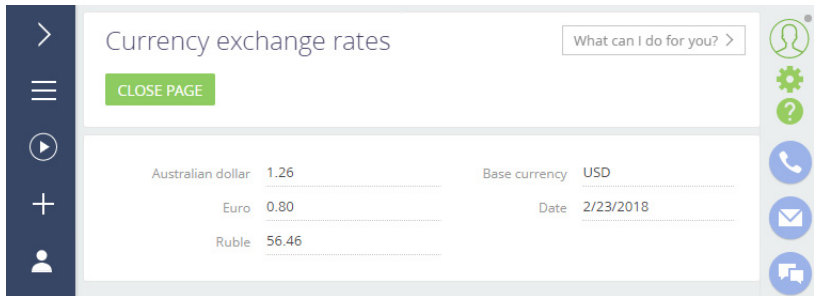 Currency exchange rates
What can I do for you?
CLOSE PAGE
Australian dollar 1.26
Base currency USD
Euro 0.80
Date 2/23/2018
Ruble 56.46